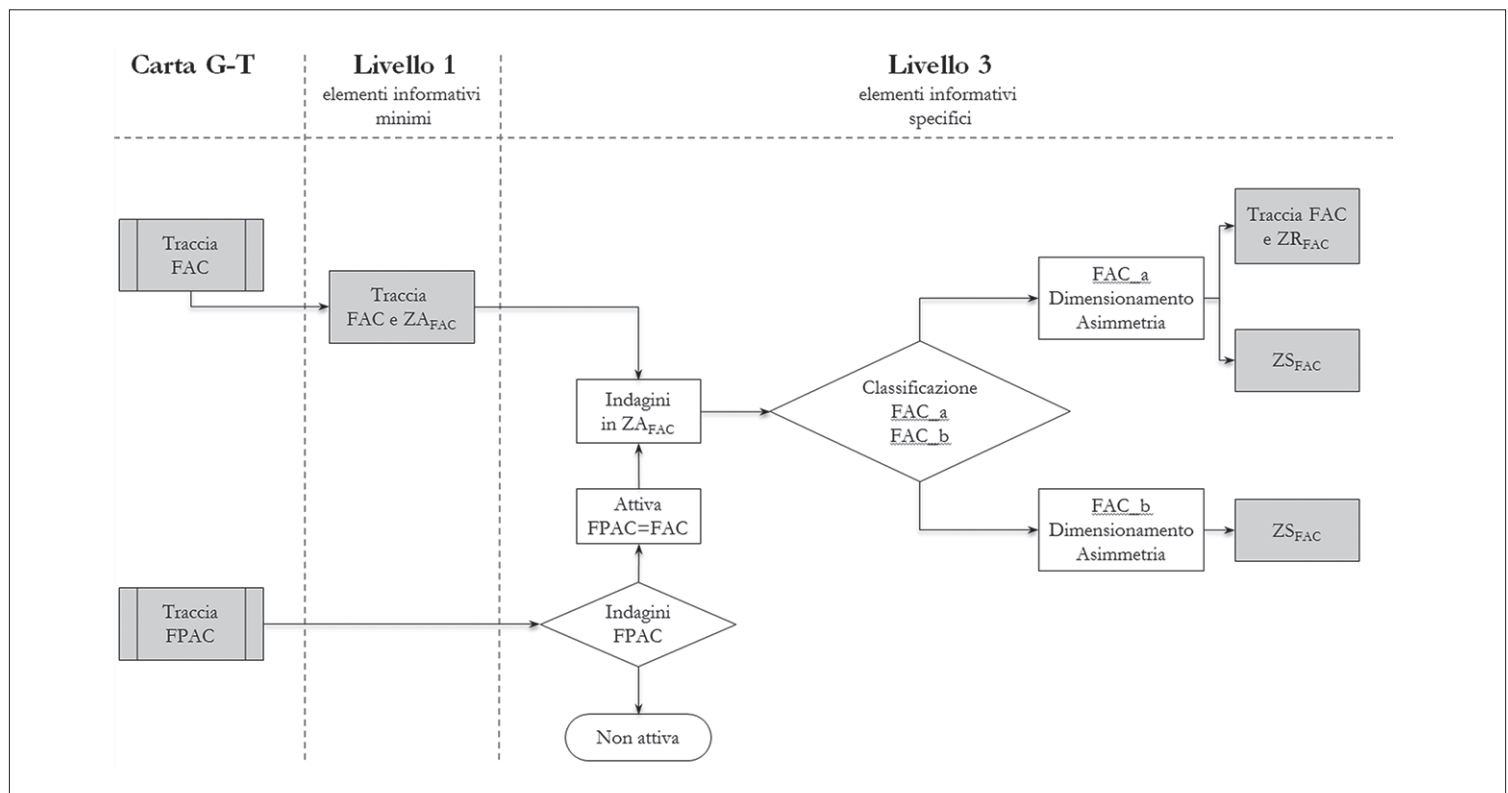 Carta G-T
Livello 1
elementi informativi
minimi
Livello 3
elementi informativi
specifici
Traccia
FAC
Traccia
FAC e ZAFAC
Indagini
in ZAFAC
Classificazione
FAC_a
FAC_b
FAC_a
Dimensionamento
Asimmetria
Traccia FAC
e ZRFAC
ZSFAC
Attiva
FPAC=FAC
FAC_b
Dimensionamento
Asimmetria
ZSFAC
Traccia
FPAC
Indagini
FPAC
Non attiva